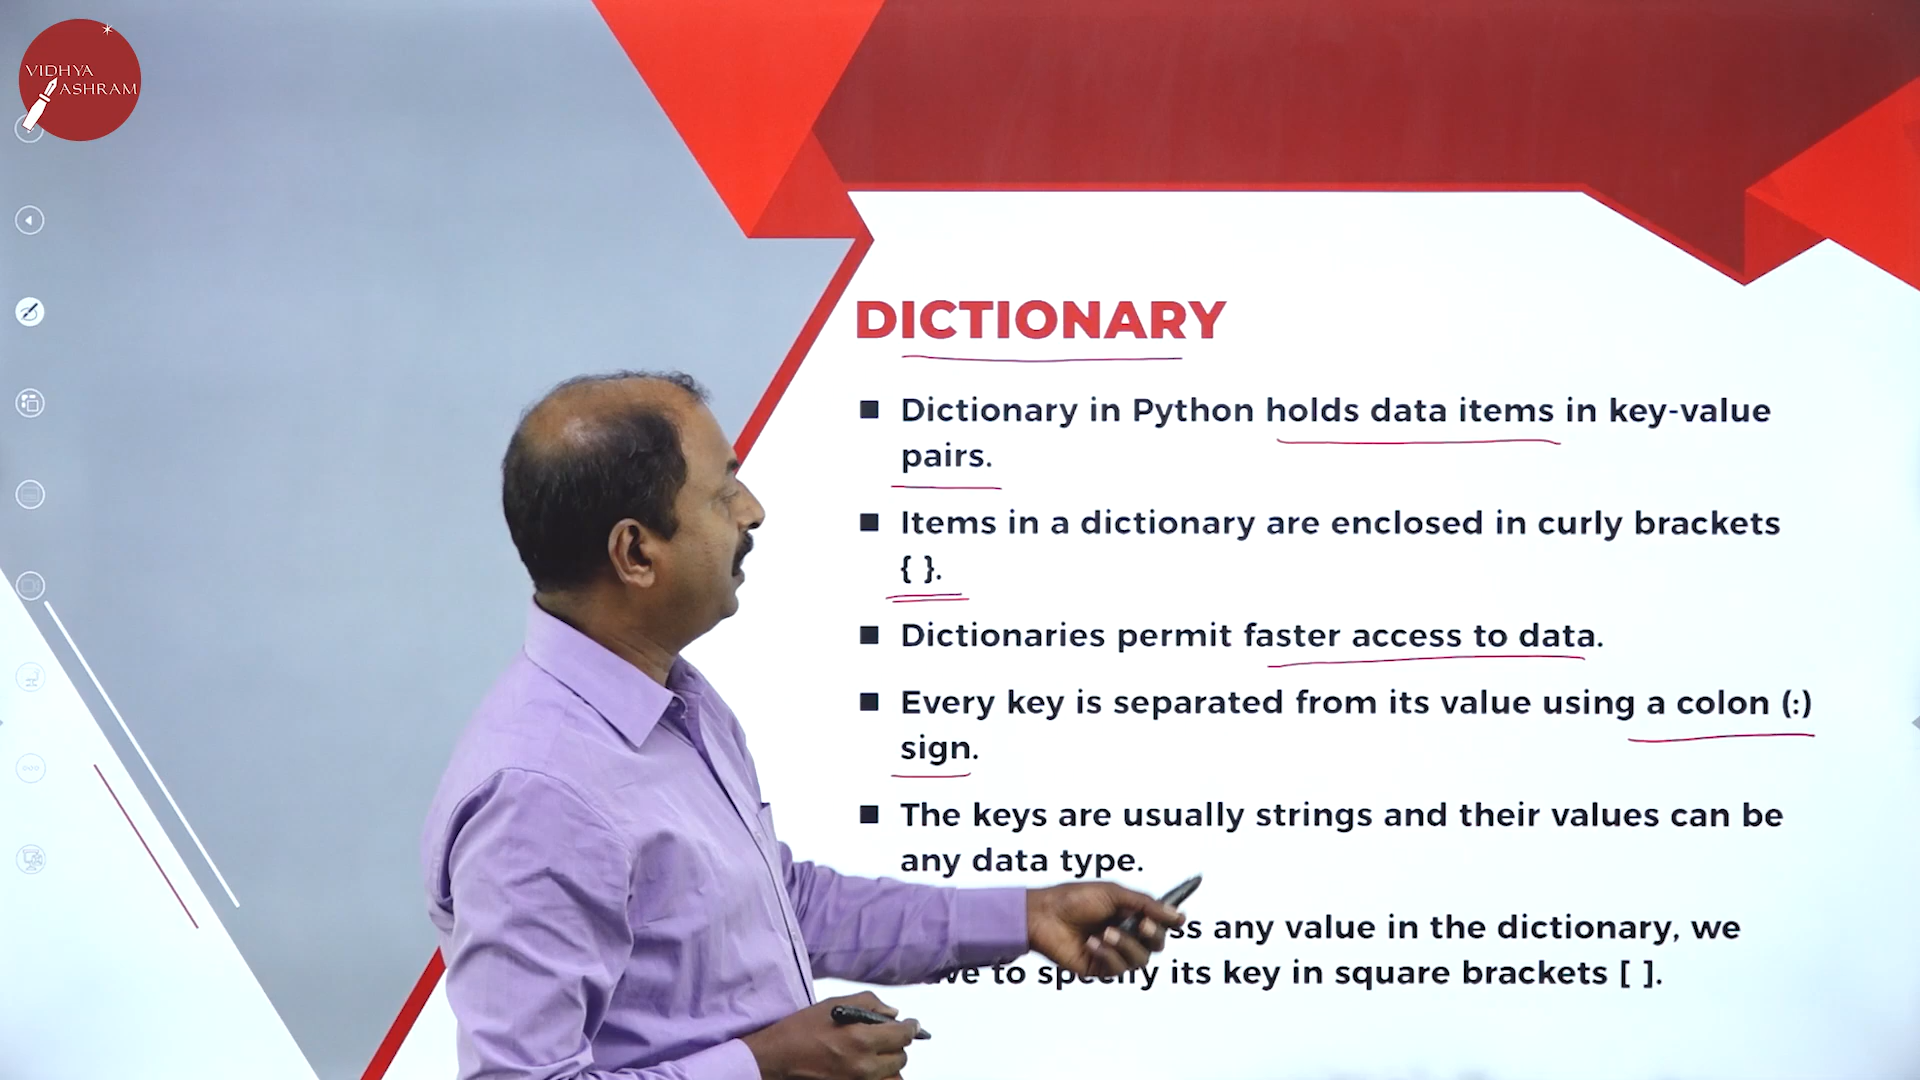 VIDHYA
ASHRAM
DICTIONARY
■ Dictionary in Python holds data items in key-value
pairs.
■ Items in a dictionary are enclosed in curly brackets
{ }.
■ Dictionaries permit faster access to data.
■ Every key is separated from its value using a colon (:)
sign.
■ The keys are usually strings and their values can be
any data type.
any value in the dictionary, we
to specify its key in square brackets [ ].